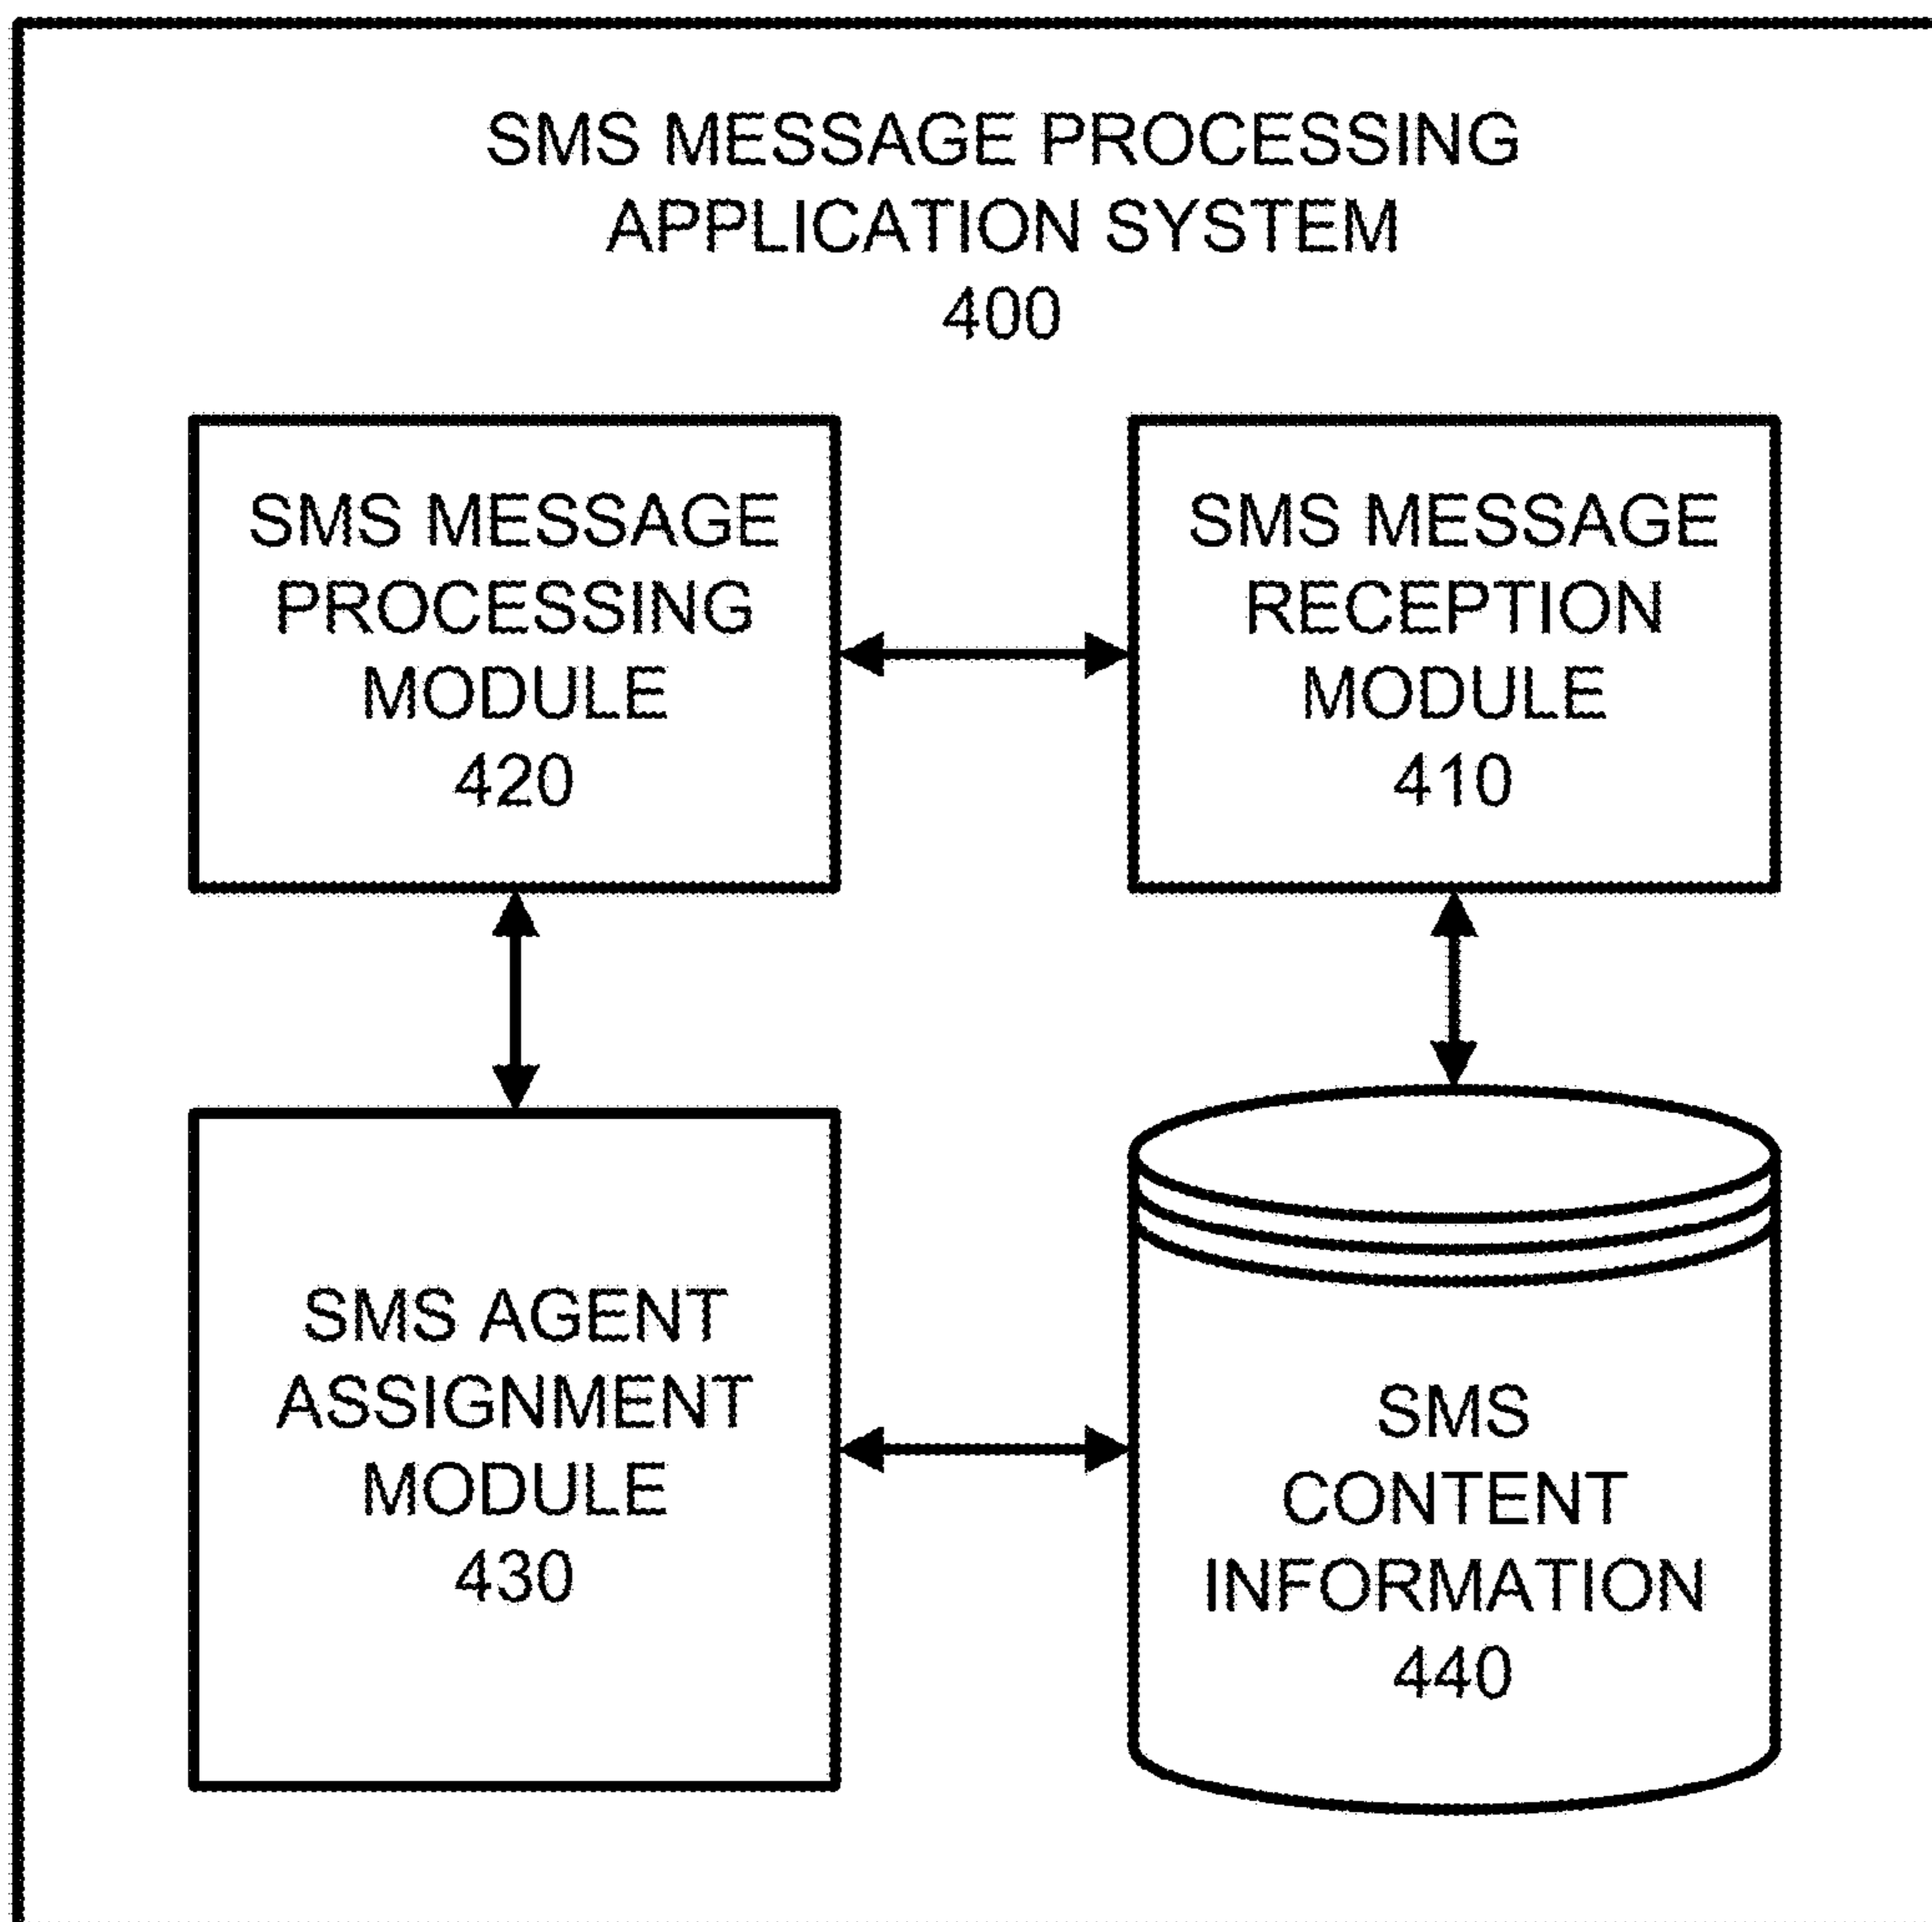 SMS MESSAGE PROCESSING
APPLICATION SYSTEM
400
SMS MESSAGE
PROCESSING
MODULE
420
SMS MESSAGE
RECEPTION
MODULE
410
SMS AGENT
ASSIGNMENT
MODULE
430
SMS
CONTENT
INFORMATION
440